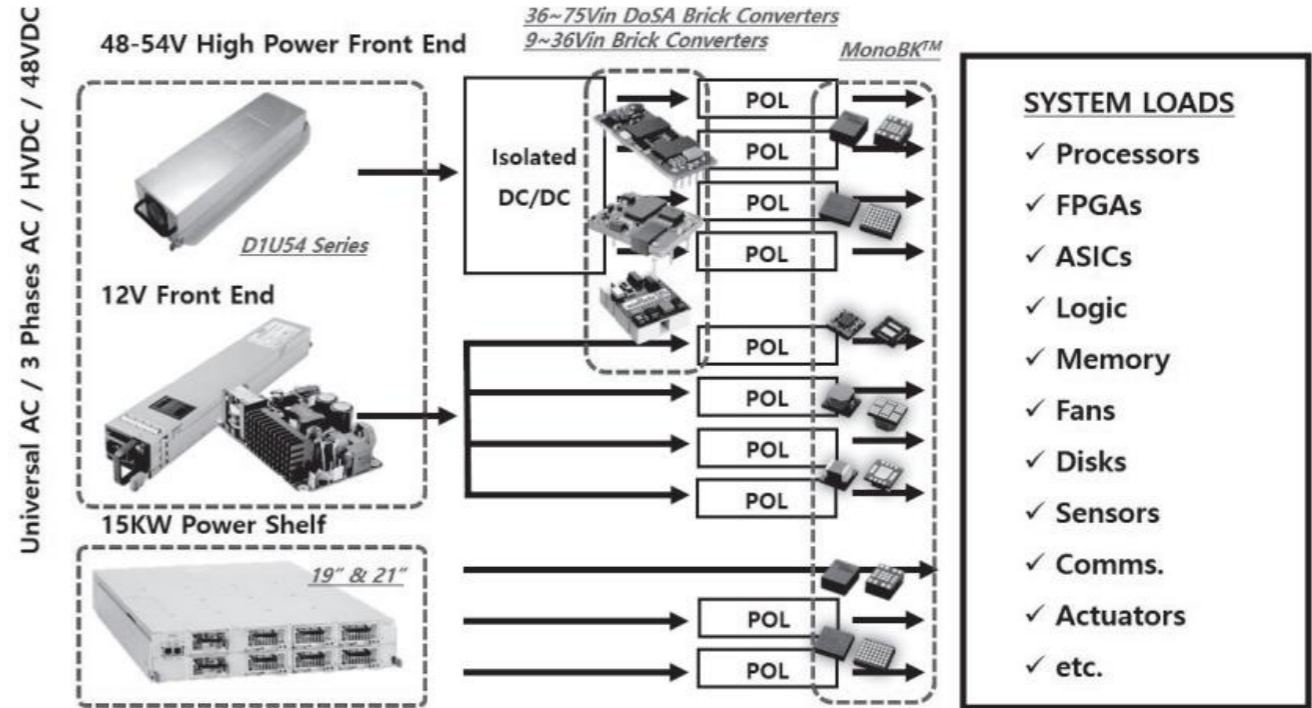 Universal AC / 3 Phases AC / HVDC / 48VDC
36~75Vin DoSA Brick Converters
9~36Vin Brick Converters
48-54V High Power Front End
MonoBK™
D1U54 Series
Isolated
DC/DC
POL
POL
POL
POL
12V Front End
POL
POL
POL
POL
15KW Power Shelf
19" & 21"
POL
POL
SYSTEM LOADS
✓ Processors
✓ FPGAs
✓ ASICs
✓ Logic
✓ Memory
✓ Fans
✓ Disks
✓ Sensors
✓ Comms.
✓ Actuators
✓ etc.